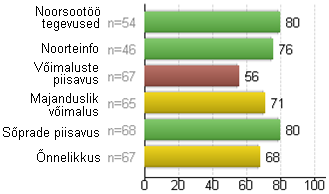 Noorsootöö
tegevused n=54 80
Noorteinfo n=46 76
Võimaluste
piisavus n=67 56
Majanduslik
võimalus n=65 71
Sõprade piisavus n=68 80
Õnnelikkus n=67 68
0 20 40 60 80 100